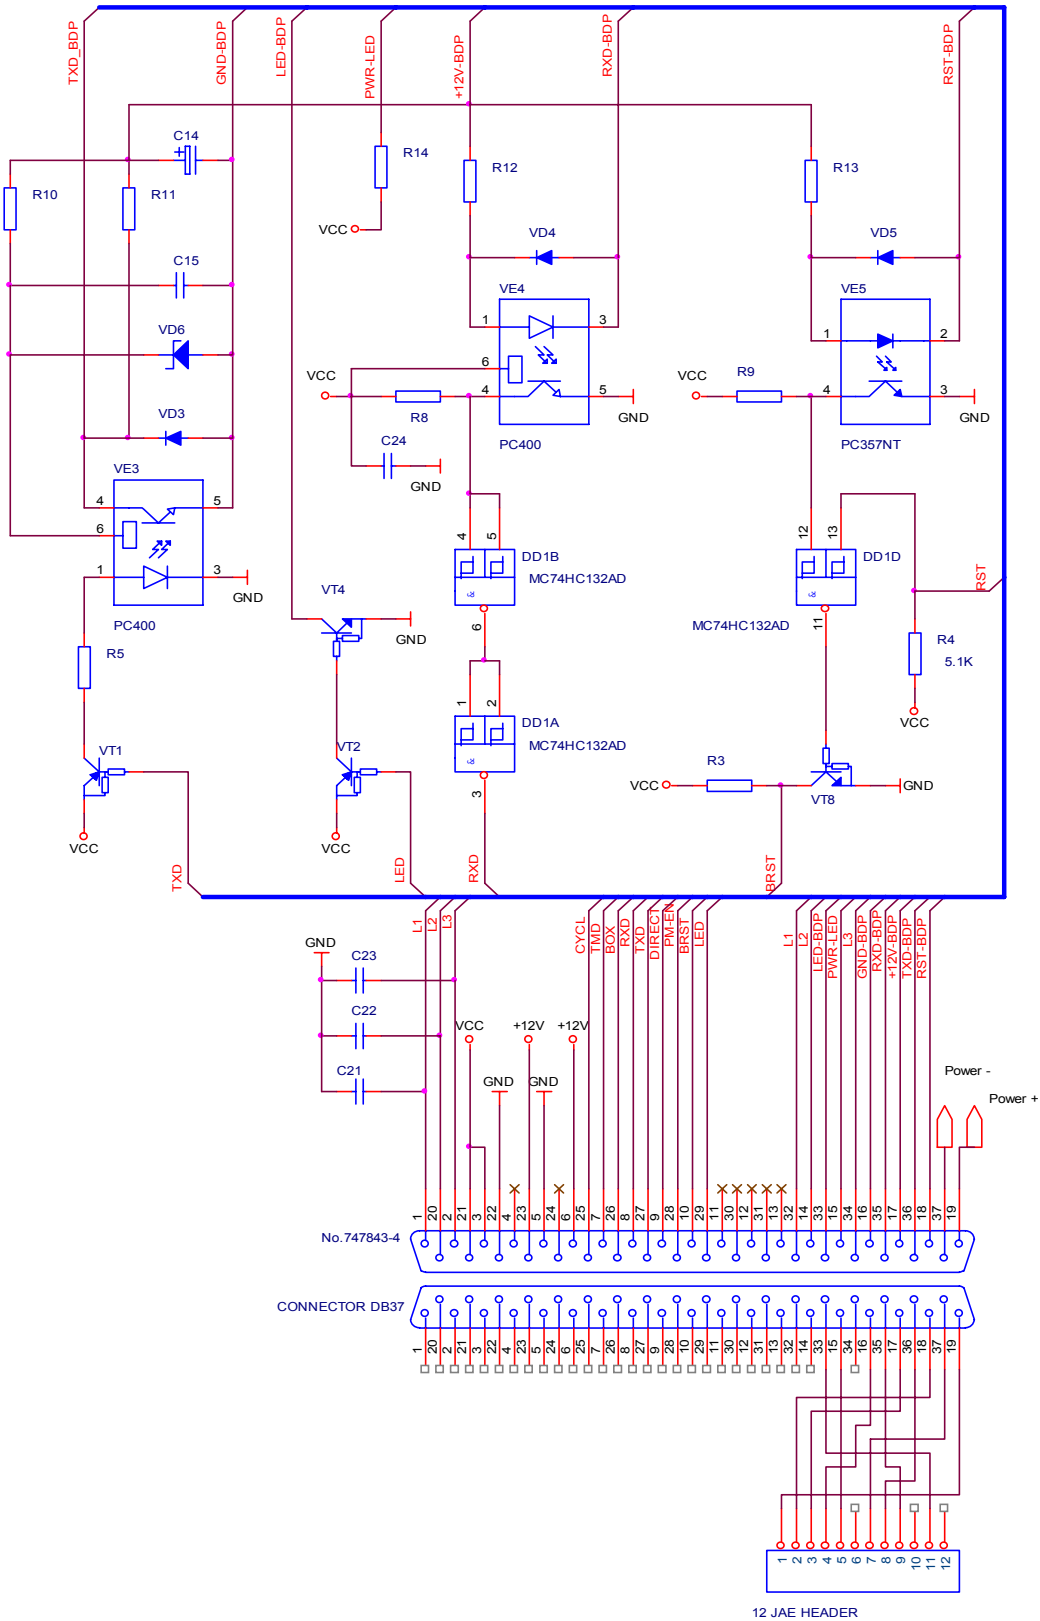 TXD_BDP
GND-BDP
LED-BDP
PWR-LED
+12V-BDP
RXD-BDP
RST-BDP
C14
R10
R11
R14
R12
R13
VCC
C15
VD4
VD5
VD6
VE4
VE5
1
3
1
2
6
VCC
4
5
VCC
R9
4
3
R8
GND
GND
VD3
C24
PC400
PC357NT
GND
VE3
4
5
6
1
3
GND
PC400
4
5
DD1B
MC74HC132AD
6
12
13
DD1D
MC74HC132AD
11
RST
VT4
GND
R5
R4
5.1K
VCC
1
2
DD1A
MC74HC132AD
3
VT1
VT2
VCC
VCC
R3
VCC
VT8
GND
TXD
LED
RXD
BRST
L1
L2
L3
CYCL
TMD
BOX
RXD
TXD
DIRECT
PM-EN
BRST
LED
L1
L2
LED-BDP
PWR-LED
L3
GND-BDP
RXD-BDP
+12V-BDP
TXD-BDP
RST-BDP
GND
C23
C22
C21
VCC
+12V
+12V
GND
GND
Power -
Power +
1
20
2
21
3
22
4
23
5
24
6
25
7
26
8
27
9
28
10
29
11
30
12
31
13
32
14
33
15
34
16
35
17
36
18
37
19
No.747843-4
CONNECTOR DB37
1
20
2
21
3
22
4
23
5
24
6
25
7
26
8
27
9
28
10
29
11
30
12
31
13
32
14
33
15
34
16
35
17
36
18
37
19
1
2
3
4
5
6
7
8
9
10
11
12
12 JAE HEADER